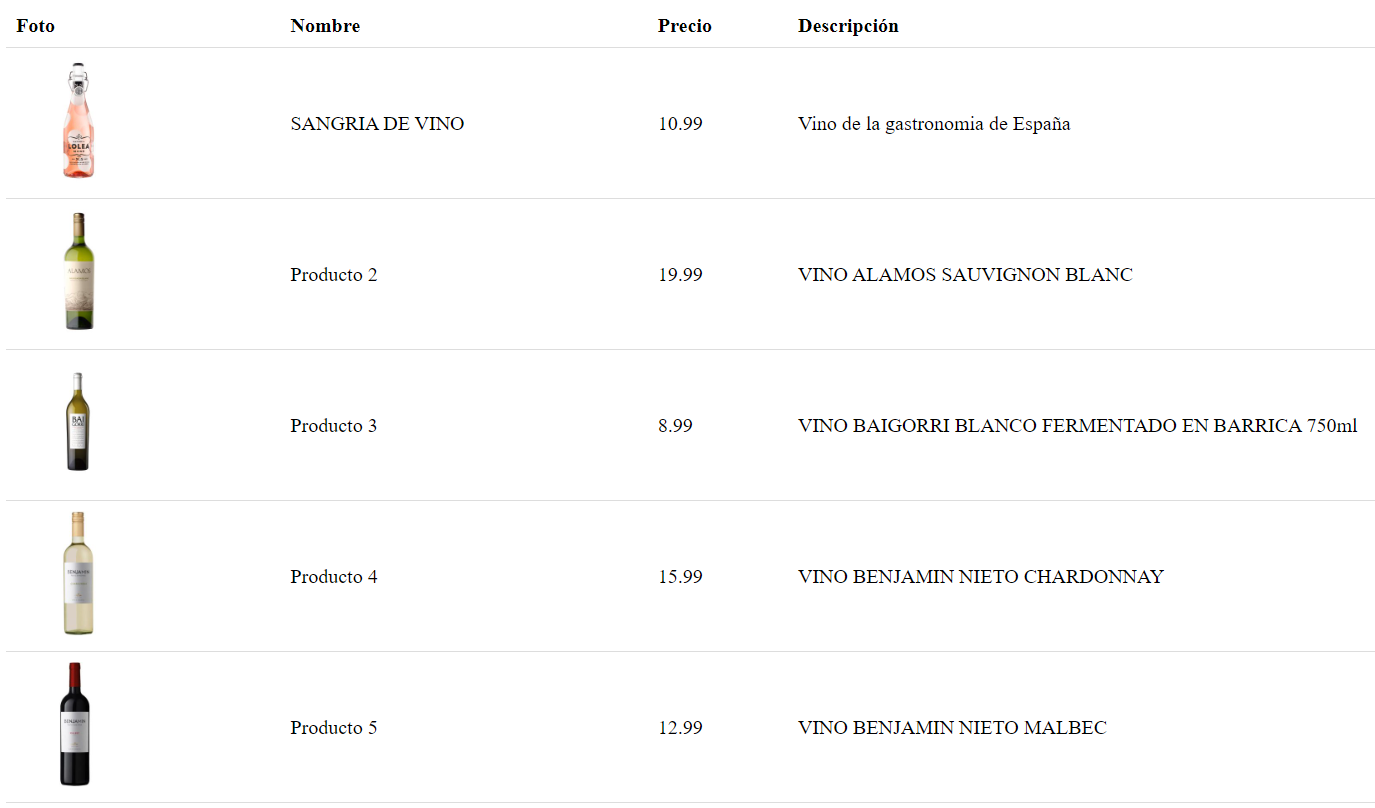 Foto Nombre Precio Descripción
LOLEA
SANGRIA DE VINO 10.99 Vino de la gastronomia de España
ALAMOS
Producto 2 19.99 VINO ALAMOS SAUVIGNON BLANC
BAI
GORRI
Producto 3 8.99 VINO BAIGORRI BLANCO FERMENTADO EN BARRICA 750ml
BENJAMIN
Producto 4 15.99 VINO BENJAMIN NIETO CHARDONNAY
BENJAMIN
Producto 5 12.99 VINO BENJAMIN NIETO MALBEC